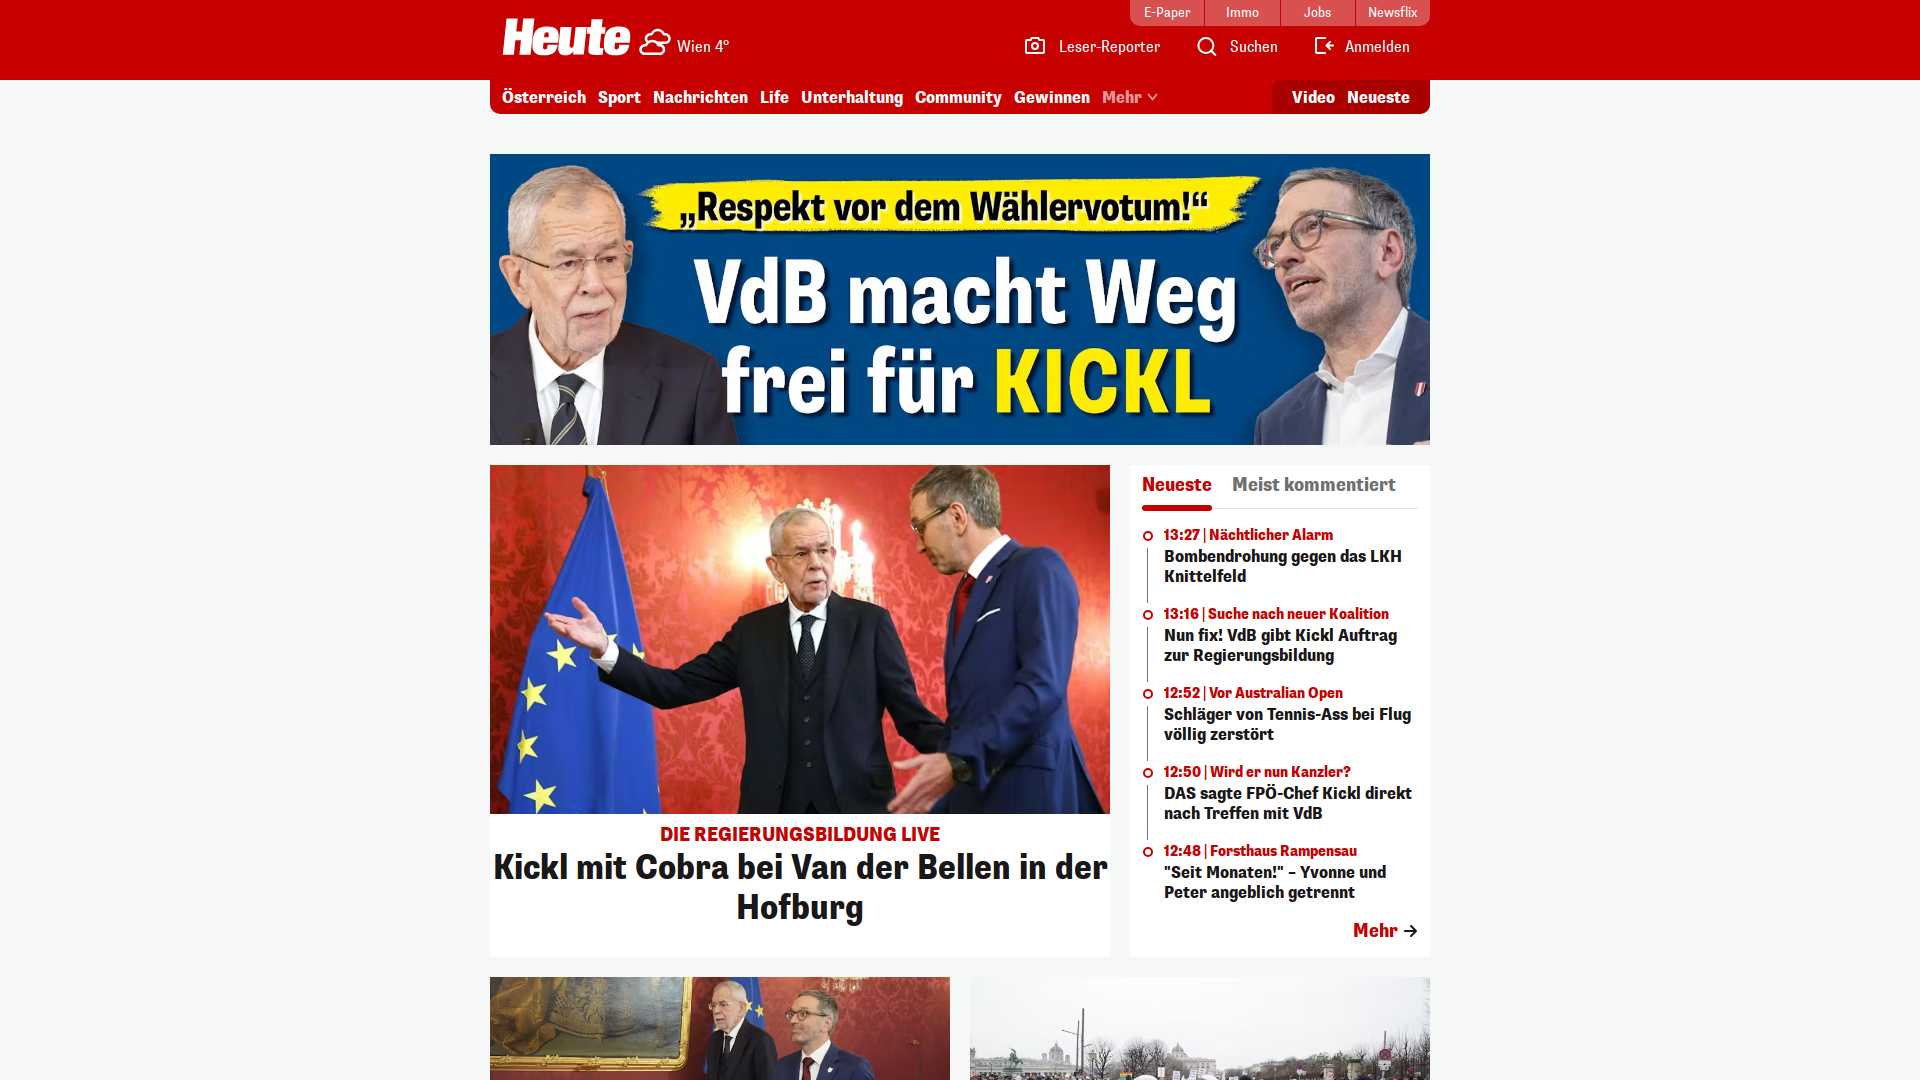 E-Paper
Immo
Jobs
Newsflix
Heute
Wien 4°
Leser-Reporter
Suchen
Anmelden
Österreich
Sport
Nachrichten
Life
Unterhaltung
Community
Gewinnen
Mehr
Video
Neueste
„Respekt vor dem Wählervotum!“
VdB macht Weg
frei für KICKL
DIE REGIERUNGSBILDUNG LIVE
Kickl mit Cobra bei Van der Bellen in der
Hofburg
Neueste
Meist kommentiert
13:27 | Nächtlicher Alarm
Bombendrohung gegen das LKH
Knittelfeld
13:16 | Suche nach neuer Koalition
Nun fix! VdB gibt Kickl Auftrag
zur Regierungsbildung
12:52 | Vor Australian Open
Schläger von Tennis-Ass bei Flug
völlig zerstört
12:50 | Wird er nun Kanzler?
DAS sagte FPÖ-Chef Kickl direkt
nach Treffen mit VdB
12:48 | Forsthaus Rampensau
"Seit Monaten!" – Yvonne und
Peter angeblich getrennt
Mehr